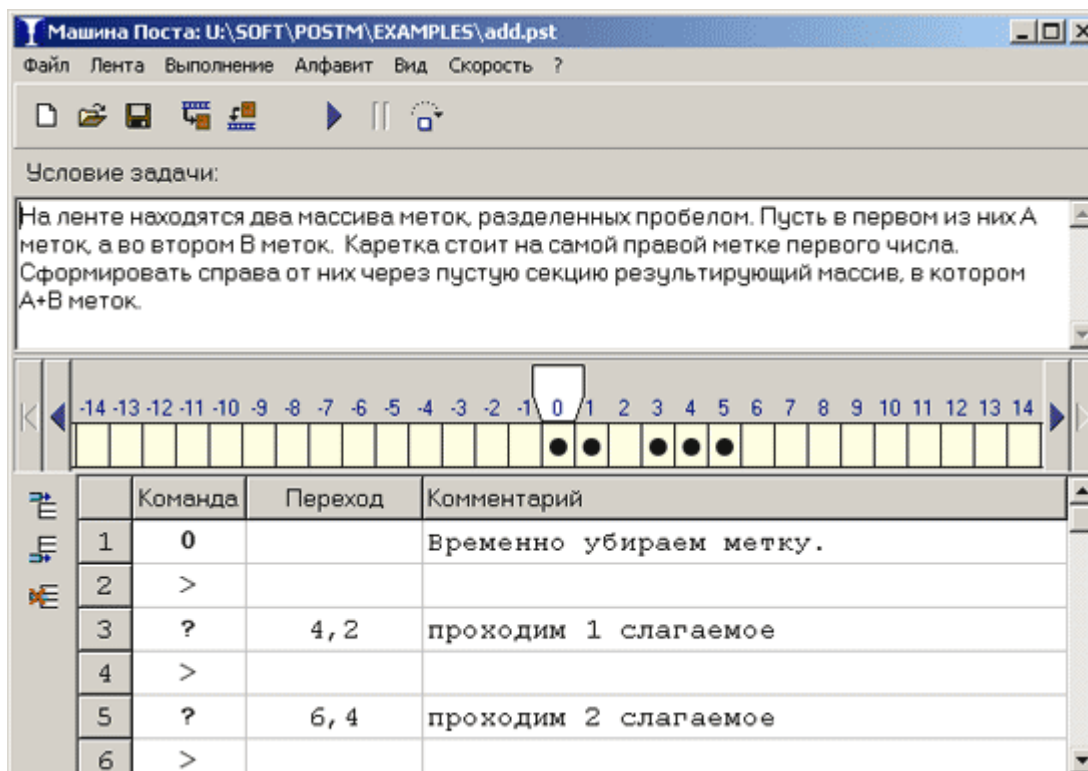 Машина Поста: U:\SOFT\POSTM\EXAMPLES\add.pst
Файл Лента Выполнение Алфавит Вид Скорость ?
Условие задачи:
На ленте находятся два массива меток, разделенных пробелом. Пусть в первом из них А
меток, а во втором В меток. Каретка стоит на самой правой метке первого числа.
Сформировать справа от них через пустую секцию результирующий массив, в котором
А+В меток.
-14 -13 -12 -11 -10 -9 -8 -7 -6 -5 -4 -3 -2 -1 0 1 2 3 4 5 6 7 8 9 10 11 12 13 14
Команда Переход Комментарий
1 0 Временно убираем метку.
2 >
3 ? 4,2 проходим 1 слагаемое
4 >
5 ? 6,4 проходим 2 слагаемое
6 >